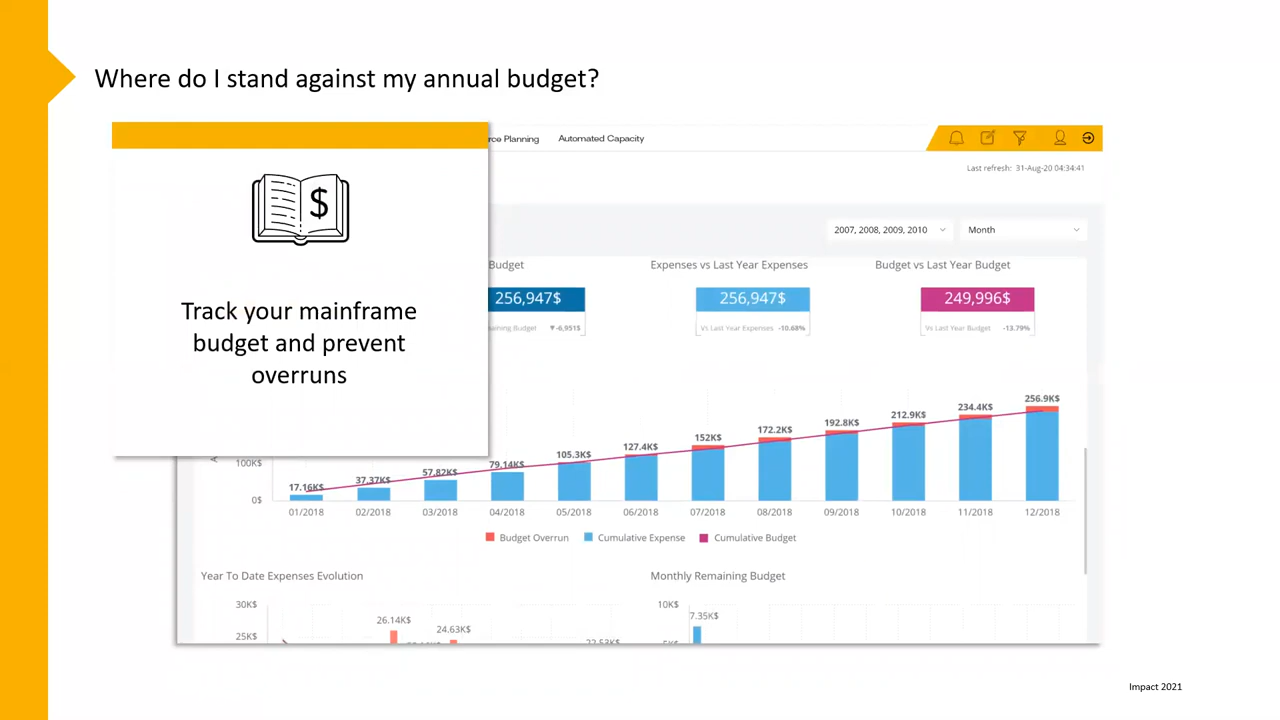 Where do I stand against my annual budget?
$
Track your mainframe
budget and prevent
overruns
Planning Automated Capacity
Last refresh: 31-Aug-20 04:34:41
2007, 2008, 2009, 2010 Month
Budget Expenses vs Last Year Expenses Budget vs Last Year Budget
256,947$ 256,947$ 249,996$
Budget ▼-6,951$ Vs Last Year Expenses -10.68% Vs Last Year Budget -13.79%
17.16K$ 37.37K$ 57.82K$ 79.14K$ 105.3K$ 127.4K$ 152K$ 172.2K$ 192.8K$ 212.9K$ 234.4K$ 256.9K$
100K$
0$
01/2018 02/2018 03/2018 04/2018 05/2018 06/2018 07/2018 08/2018 09/2018 10/2018 11/2018 12/2018
Budget Overrun Cumulative Expense Cumulative Budget
Year To Date Expenses Evolution Monthly Remaining Budget
30K$ 10K$
26.14K$ 24.63K$ 7.35K$
25K$
Impact 2021